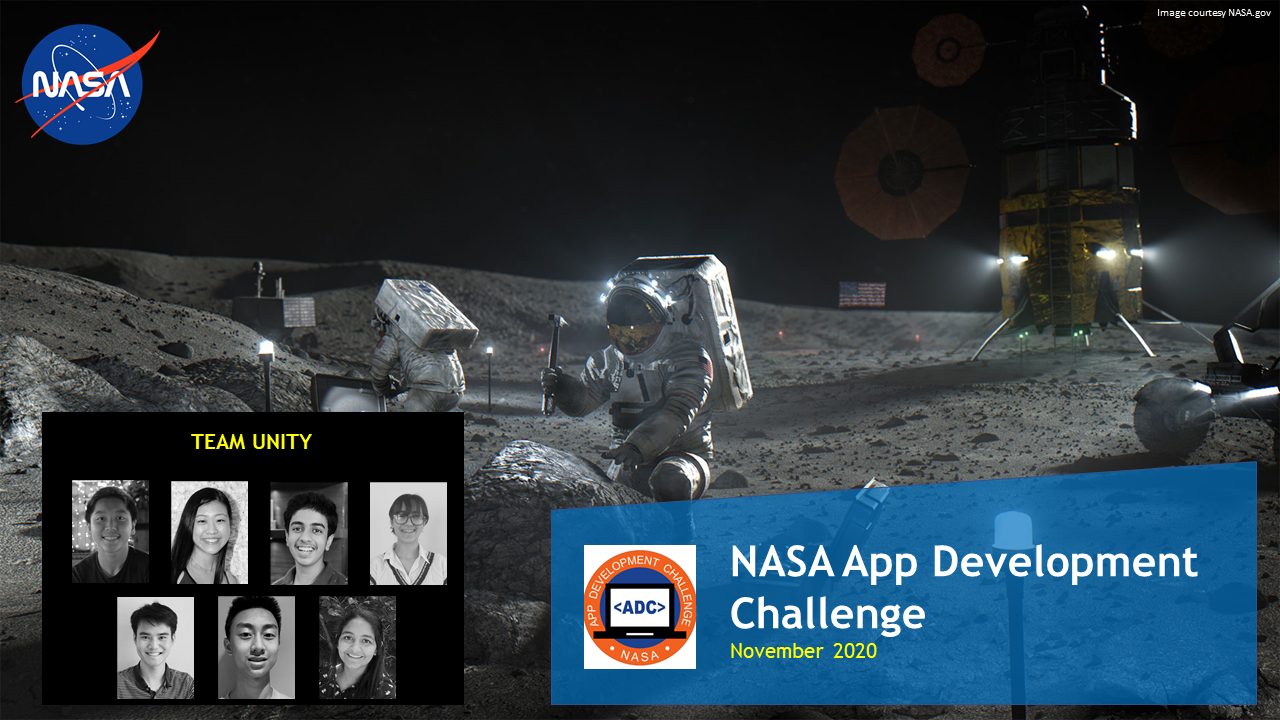 Image courtesy NASA.gov
NASA
TEAM UNITY
APP DEVELOPMENT CHALLENGE
<ADC>
• NASA •
NASA App Development
Challenge
November 2020